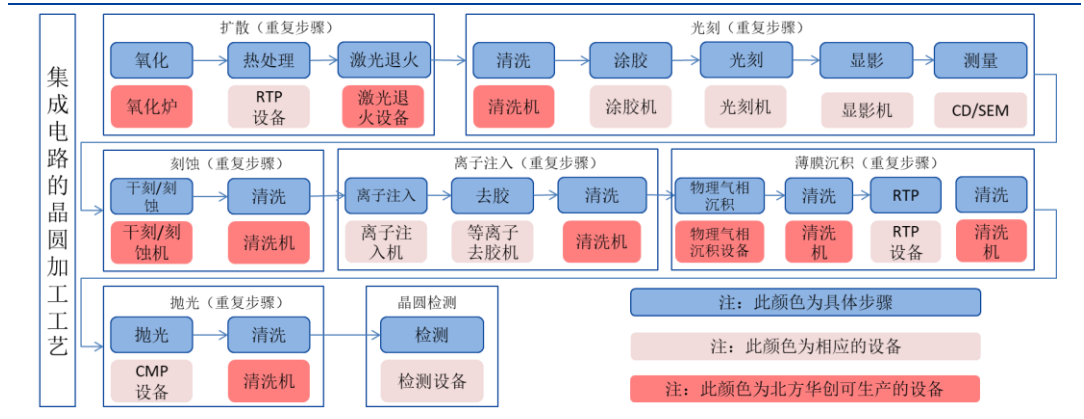 集成电路的晶圆加工工艺
扩散（重复步骤）
氧化
热处理
激光退火
氧化炉
RTP
设备
激光退
火设备
光刻（重复步骤）
清洗
涂胶
光刻
显影
测量
清洗机
涂胶机
光刻机
显影机
CD/SEM
刻蚀（重复步骤）
干刻/刻
蚀
清洗
干刻/刻
蚀机
清洗机
离子注入（重复步骤）
离子注入
去胶
清洗
离子注
入机
等离子
去胶机
清洗机
薄膜沉积（重复步骤）
物理气相
沉积
清洗
RTP
清洗
物理气相
沉积设备
清洗
机
RTP
设备
清洗
机
抛光（重复步骤）
抛光
清洗
CMP
设备
清洗机
晶圆检测
检测
检测设备
注：此颜色为具体步骤
注：此颜色为相应的设备
注：此颜色为北方华创可生产的设备